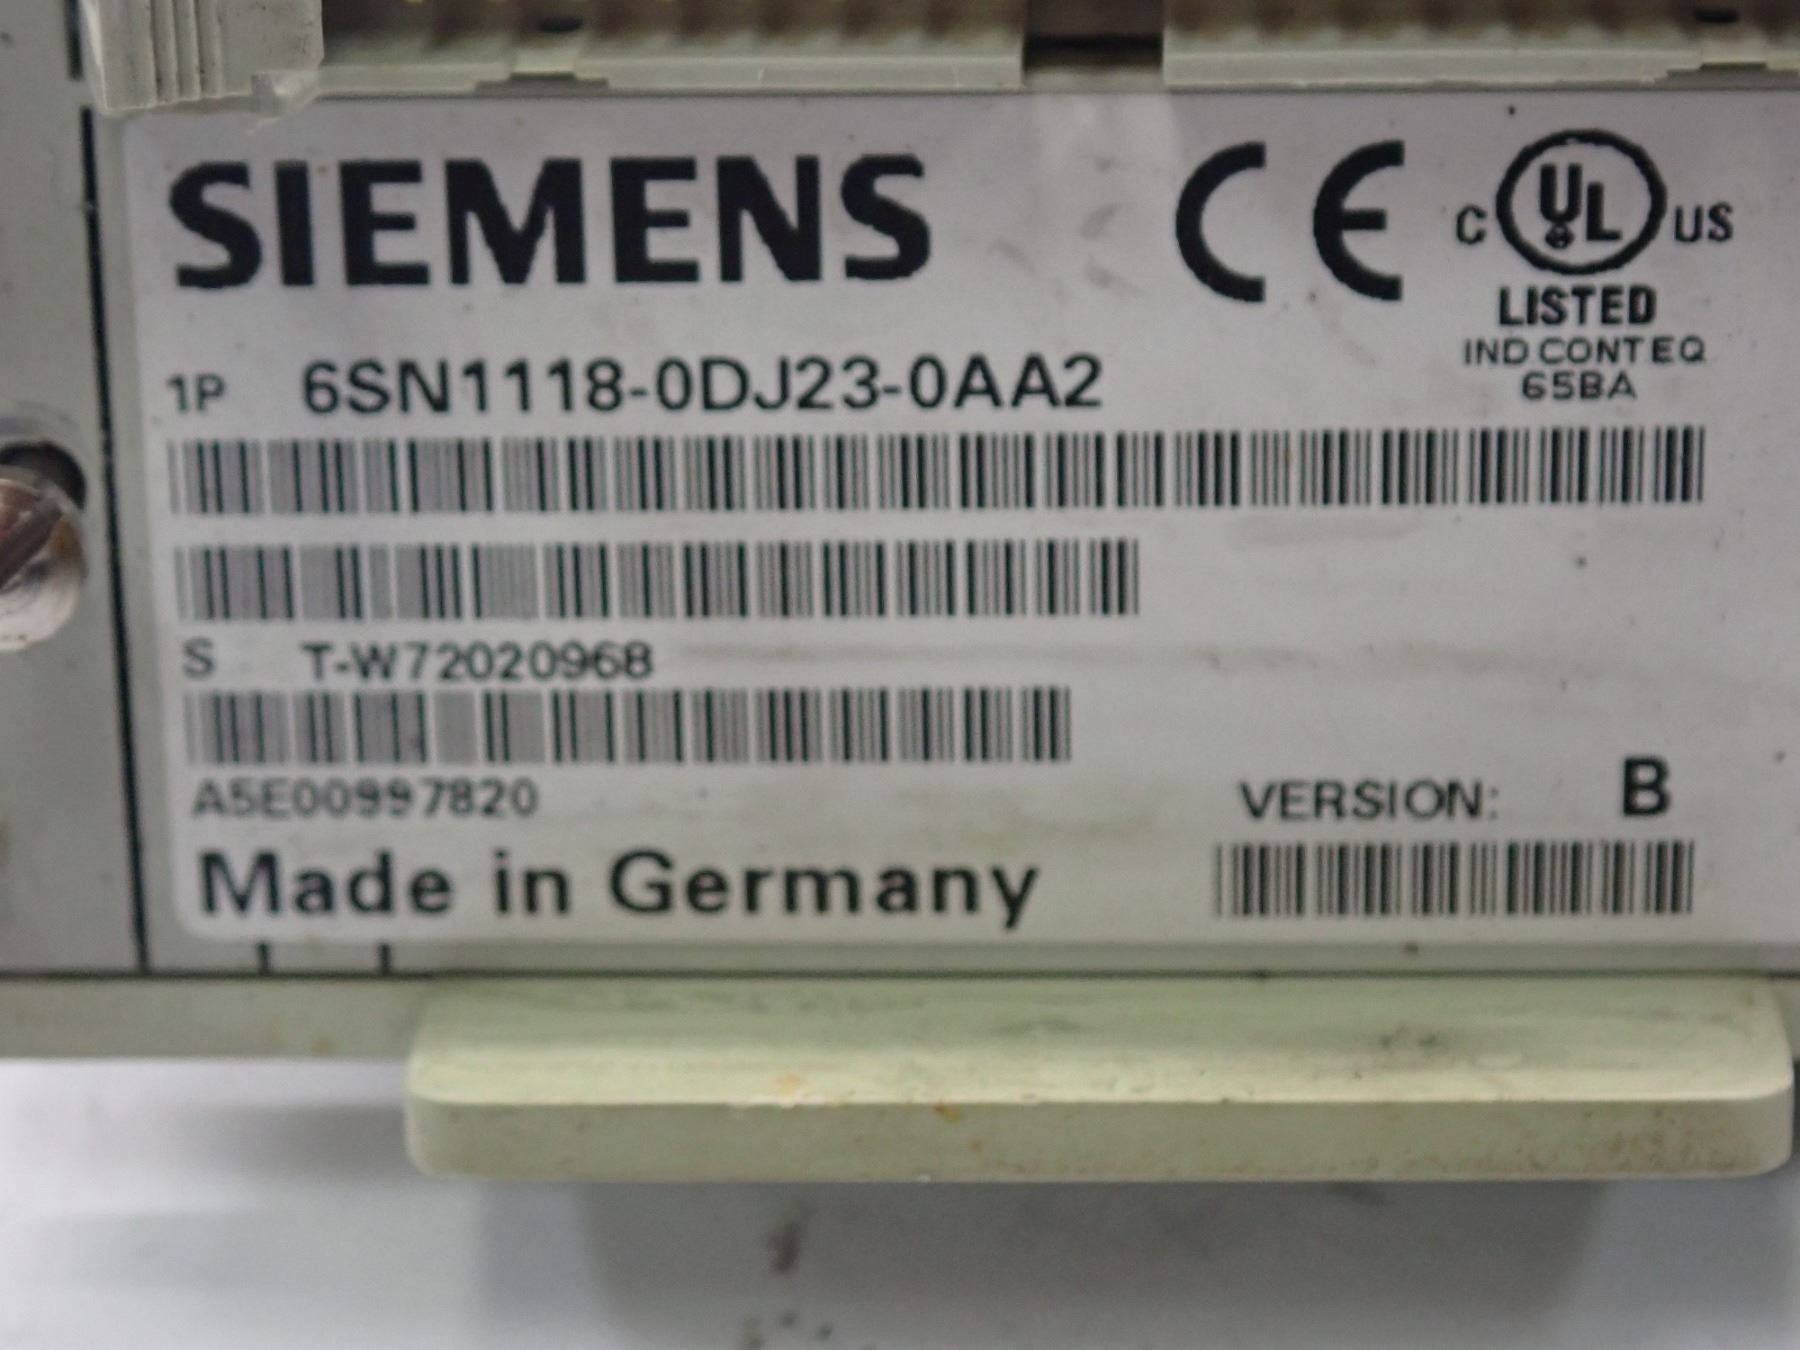 SIEMENS CE C UL US
LISTED
IND CONT EQ
65BA
1P 6SN1118-0DJ23-0AA2
S T-W72020968
A5E00997820
VERSION: B
Made in Germany